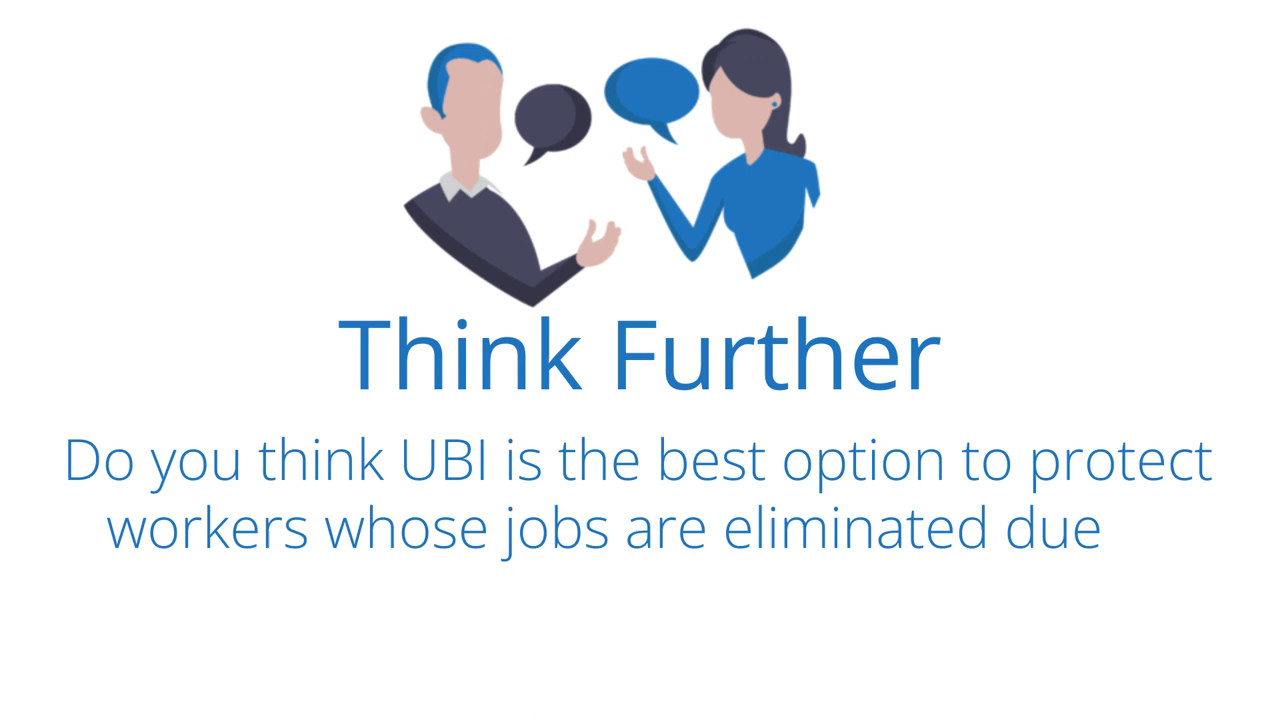 Think Further
Do you think UBI is the best option to protect
workers whose jobs are eliminated due